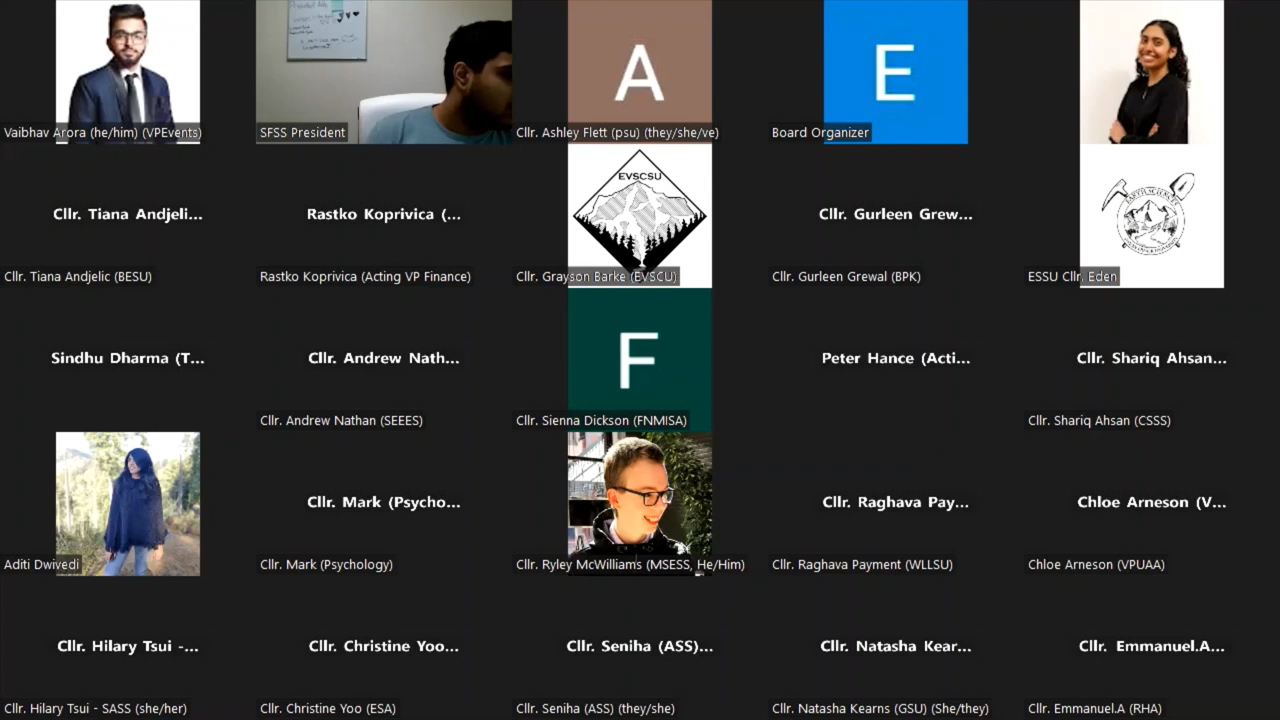 Vaibhav Arora (he/him) (VPEvents)
SFSS President
A
Cllr. Ashley Flett (psu) (they/she/ve)
E
Board Organizer
Cllr. Tiana Andjeli...
Cllr. Tiana Andjelic (BESU)
Rastko Koprivica (...
Rastko Koprivica (Acting VP Finance)
EVSCSU
Cllr. Grayson Barke (EVSCU)
Cllr. Gurleen Grew...
Cllr. Gurleen Grewal (BPK)
ESSU Cllr. Eden
Sindhu Dharma (T...
Cllr. Andrew Nath...
Cllr. Andrew Nathan (SEEES)
F
Cllr. Sienna Dickson (FNMISA)
Peter Hance (Acti...
Cllr. Shariq Ahsan...
Cllr. Shariq Ahsan (CSSS)
Aditi Dwivedi
Cllr. Mark (Psycho...
Cllr. Mark (Psychology)
Cllr. Ryley McWilliams (MSESS, He/Him)
Cllr. Raghava Pay...
Cllr. Raghava Payment (WLLSU)
Chloe Arneson (V...
Chloe Arneson (VPUAA)
Cllr. Hilary Tsui -...
Cllr. Hilary Tsui - SASS (she/her)
Cllr. Christine Yoo...
Cllr. Christine Yoo (ESA)
Cllr. Seniha (ASS)...
Cllr. Seniha (ASS) (they/she)
Cllr. Natasha Kear...
Cllr. Natasha Kearns (GSU) (She/they)
Cllr. Emmanuel.A...
Cllr. Emmanuel.A (RHA)